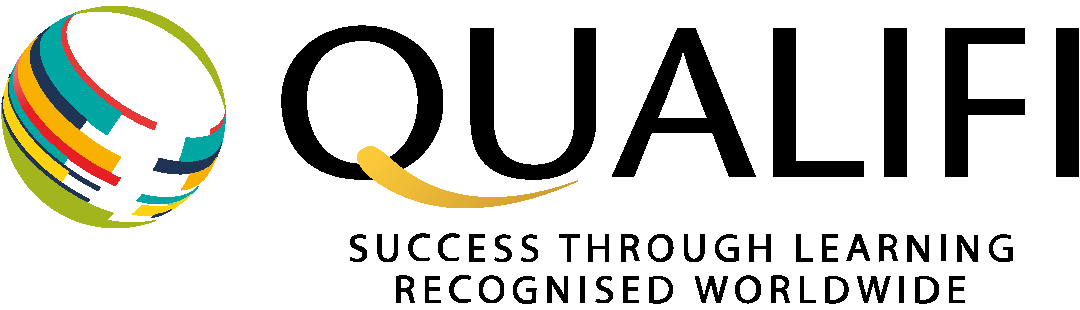 QUALIFI
SUCCESS THROUGH LEARNING
RECOGNISED WORLDWIDE